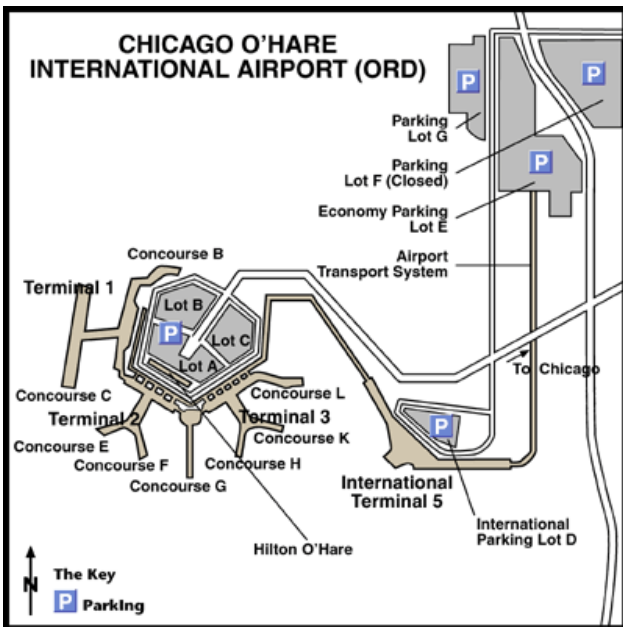 CHICAGO O'HARE
INTERNATIONAL AIRPORT (ORD)
P
P
Parking
Lot G
P
Parking
Lot F (Closed)
Economy Parking
Lot E
Airport
Transport System
Concourse B
Terminal 1
Lot B
P
Lot C
Lot A
To Chicago
Concourse C
Concourse L
Terminal 2
Terminal 3
P
Concourse E
Concourse K
Concourse F
Concourse H
Concourse G
International
Terminal 5
International
Parking Lot D
Hilton O'Hare
N
The Key
P ParkIng